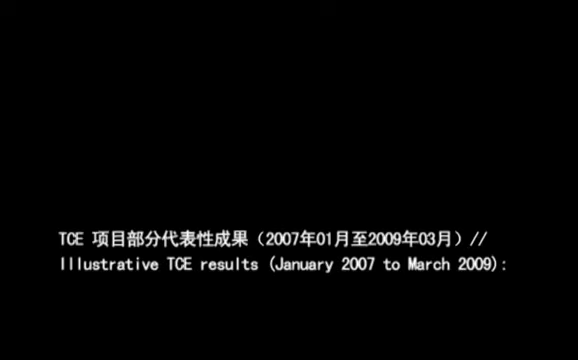 TCE 项目部分代表性成果（2007年01月至2009年03月）//
Illustrative TCE results (January 2007 to March 2009):